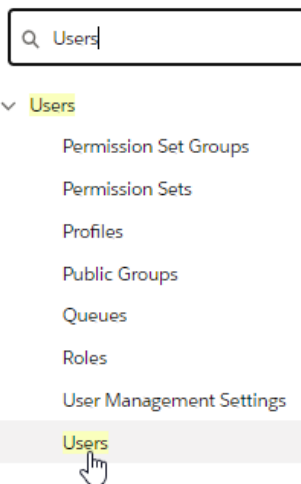 Users
Users
Permission Set Groups
Permission Sets
Profiles
Public Groups
Queues
Roles
User Management Settings
Users